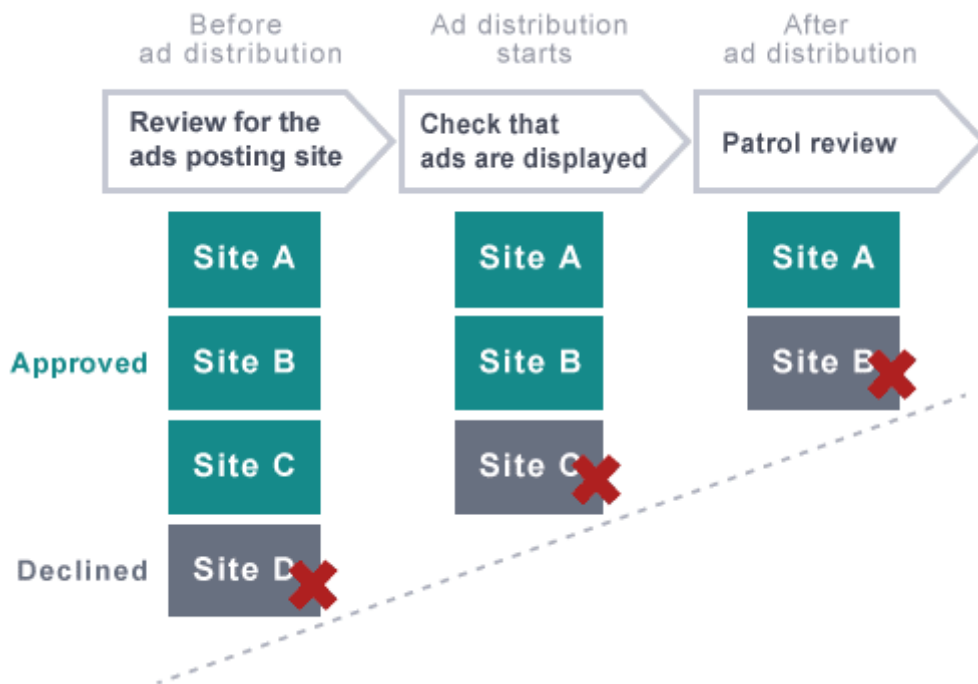 Before
ad distribution
Ad distribution
starts
After
ad distribution
Review for the
ads posting site
Check that
ads are displayed
Patrol review
Site A
Site A
Site A
Approved
Site B
Site B
Site B
Site C
Site C
Declined
Site D